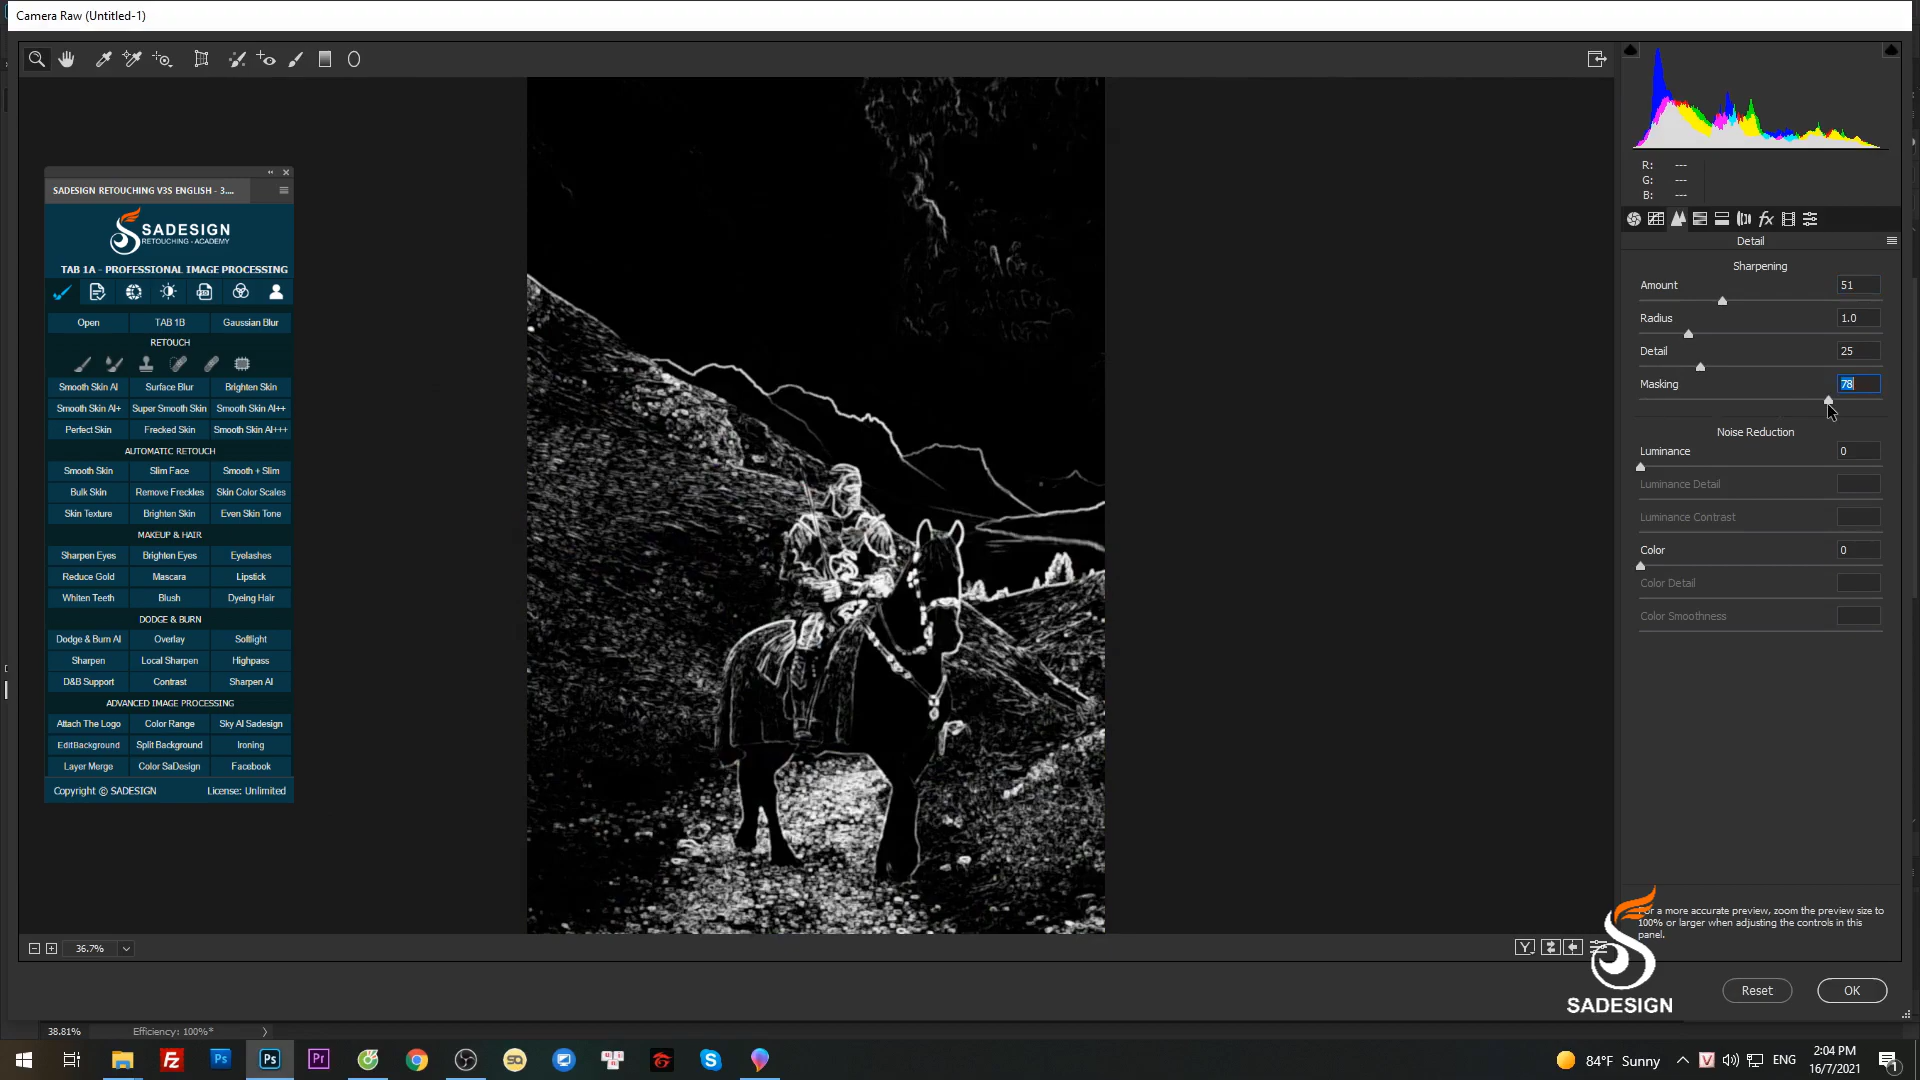 Camera Raw (Untitled-1)
SADESIGN RETOUCHING V3S ENGLISH - 3....
SADESIGN
RETOUCHING - ACADEMY
TAB 1A - PROFESSIONAL IMAGE PROCESSING
Open TAB 1B Gaussian Blur
RETOUCH
Smooth Skin AI Surface Blur Brighten Skin
Smooth Skin AI+ Super Smooth Skin Smooth Skin AI++
Perfect Skin Frecked Skin Smooth Skin AI+++
AUTOMATIC RETOUCH
Smooth Skin Slim Face Smooth + Slim
Bulk Skin Remove Freckles Skin Color Scales
Skin Texture Brighten Skin Even Skin Tone
MAKEUP & HAIR
Sharpen Eyes Brighten Eyes Eyelashes
Reduce Gold Mascara Lipstick
Whiten Teeth Blush Dyeing Hair
DODGE & BURN
Dodge & Burn AI Overlay Softlight
Sharpen Local Sharpen Highpass
D&B Support Contrast Sharpen AI
ADVANCED IMAGE PROCESSING
Attach The Logo Color Range Sky AI Sadesign
EditBackground Split Background Ironing
Layer Merge Color SaDesign Facebook
Copyright © SADESIGN License: Unlimited
R: ---
G: ---
B: ---
fx
Detail
Sharpening
Amount 51
Radius 1.0
Detail 25
Masking 78
Noise Reduction
Luminance 0
Luminance Detail
Luminance Contrast
Color 0
Color Detail
Color Smoothness
For a more accurate preview, zoom the preview size to
100% or larger when adjusting the controls in this
panel.
36.7%
Y
SADESIGN
Reset OK
38.81% Efficiency: 100%*
Fz Ps Ps Pr
84°F Sunny
V
ENG
2:04 PM
16/7/2021
1